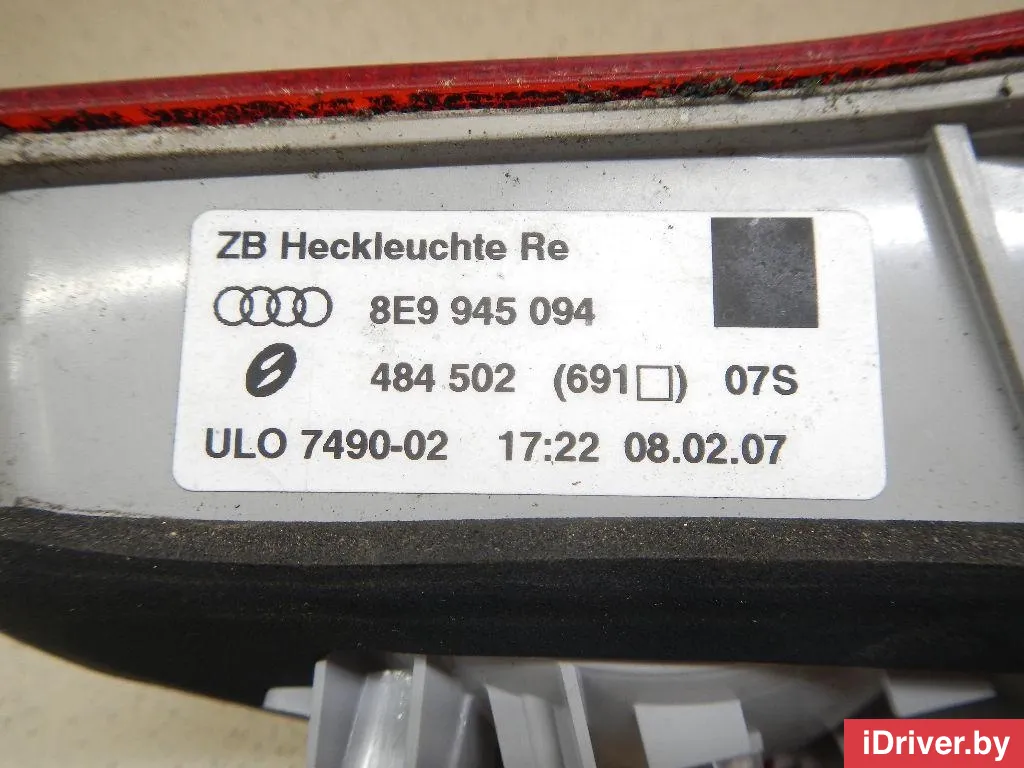 ZB Heckleuchte Re
8E9 945 094
484 502 (691□) 07S
ULO 7490-02 17:22 08.02.07
iDriver.by